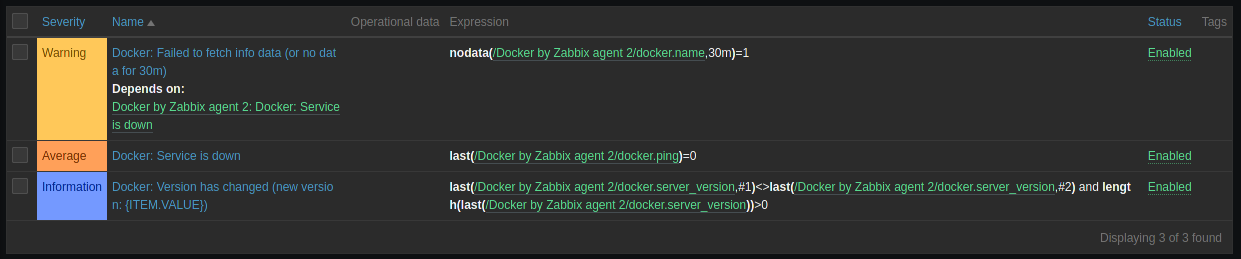 Severity Name Operational data Expression Status Tags
Warning Docker: Failed to fetch info data (or no dat nodata(/Docker by Zabbix agent 2/docker.name,30m)=1 Enabled
a for 30m)
Depends on:
Docker by Zabbix agent 2: Docker: Service
is down
Average Docker: Service is down last(/Docker by Zabbix agent 2/docker.ping)=0 Enabled
Information Docker: Version has changed (new versio last(/Docker by Zabbix agent 2/docker.server_version,#1)<>last(/Docker by Zabbix agent 2/docker.server_version,#2) and lengt Enabled
n: {ITEM.VALUE}) h(last(/Docker by Zabbix agent 2/docker.server_version))>0
Displaying 3 of 3 found